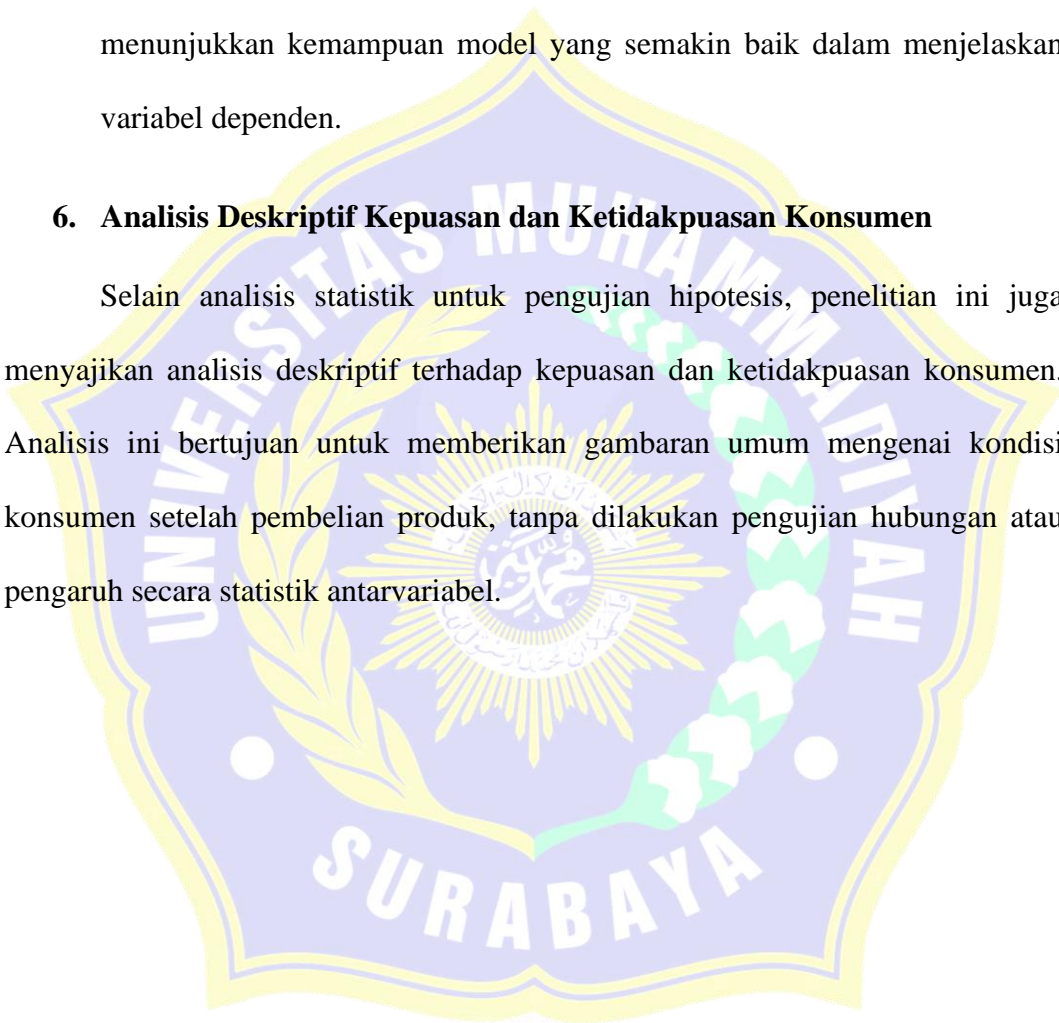 menunjukkan kemampuan model yang semakin baik dalam menjelaskan
variabel dependen.
6. Analisis Deskriptif Kepuasan dan Ketidakpuasan Konsumen
Selain analisis statistik untuk pengujian hipotesis, penelitian ini juga
menyajikan analisis deskriptif terhadap kepuasan dan ketidakpuasan konsumen.
Analisis ini bertujuan untuk memberikan gambaran umum mengenai kondisi
konsumen setelah pembelian produk, tanpa dilakukan pengujian hubungan atau
pengaruh secara statistik antarvariabel.
UNIVERSITAS MUHAMMADIYAH
SURABAYA